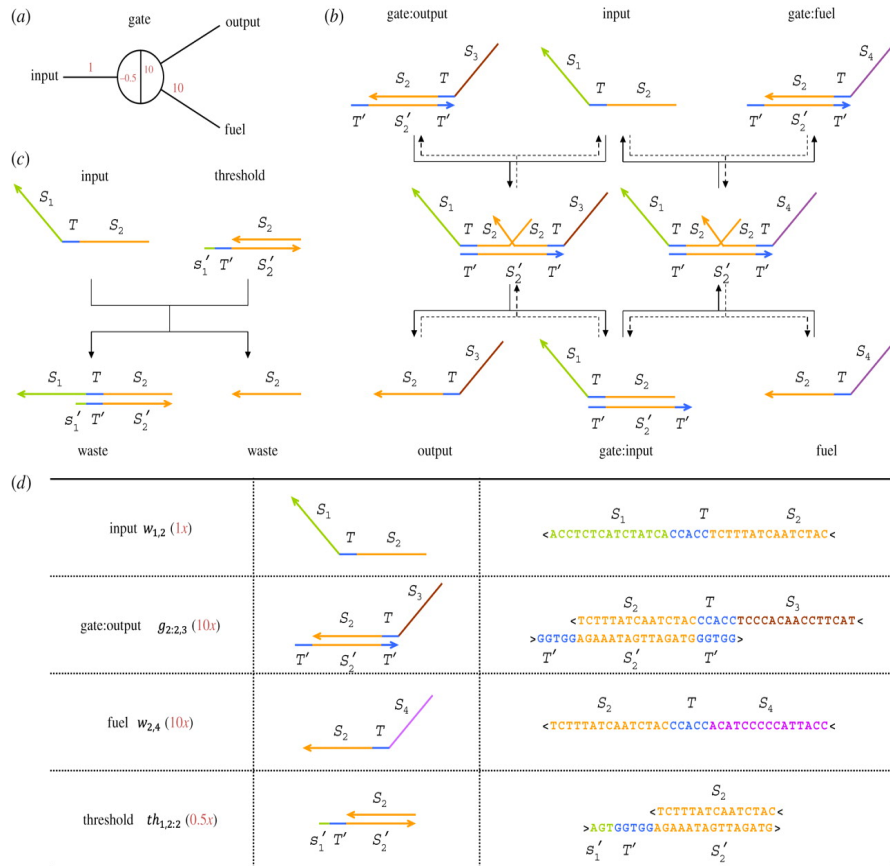 (a)
gate
output
input
1
–0.5
10
10
fuel
(b)
gate:output
input
gate:fuel
S3
S2 T
T' S2' T'
S1
T S2
S4
S2 T
T' S2' T'
S1
T S2 S2 T
S3
T' S2' T'
S1
T S2 S2 T
S4
T' S2' T'
S3
S2 T
S1
T S2
T' S2' T'
S4
S2 T
output
gate:input
fuel
(c)
input
threshold
S1
T S2
S2
s1' T' S2'
S1 T S2
s1' T' S2'
S2
waste
waste
(d)
input w1,2 (1x)
S1
T S2
S1 T S2
<ACCTCTCATCTATCACCACCTCTTTATCAATCTAC<
gate:output g2:2,3 (10x)
S3
S2 T
T' S2' T'
S2 T S3
<TCTTTATCAATCTACCCACCTCCCACAACCTTCAT<
>GGTGGAGAAATAGTTAGATGGGTGG>
T' S2' T'
fuel w2,4 (10x)
S4
S2 T
S2 T S4
<TCTTTATCAATCTACCCACCACATCCCCCATTACC<
threshold th1,2:2 (0.5x)
S2
s1' T' S2'
S2
<TCTTTATCAATCTAC<
>AGTGGTGGAGAAATAGTTAGATG>
s1' T' S2'